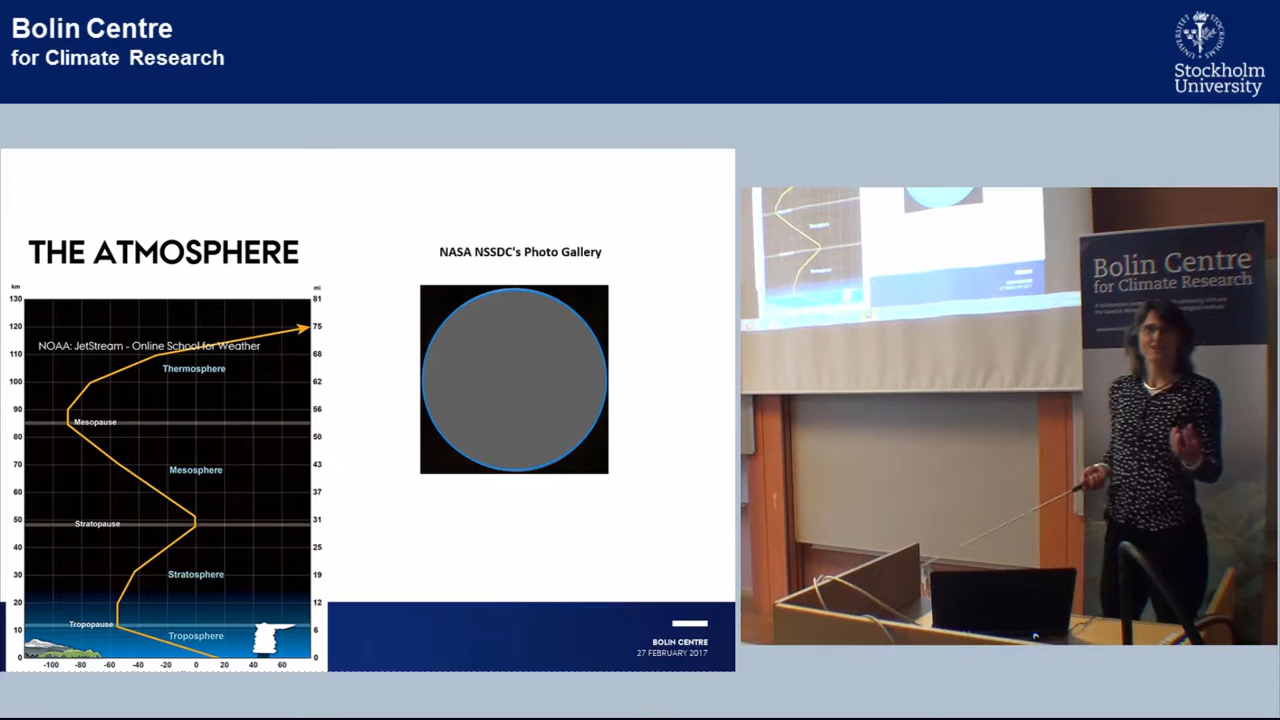 Bolin Centre
for Climate Research
Stockholm
University
THE ATMOSPHERE
km
mi
130
81
120
75
NOAA: JetStream - Online School for Weather
110
68
Thermosphere
100
62
90
56
Mesopause
80
50
70
43
Mesosphere
60
37
50
31
Stratopause
40
25
30
19
Stratosphere
20
12
Tropopause
10
6
Troposphere
0
0
-100 -80 -60 -40 -20 0 20 40 60
NASA NSSDC's Photo Gallery
BOLIN CENTRE
27 FEBRUARY 2017
Bolin Centre
for Climate Research